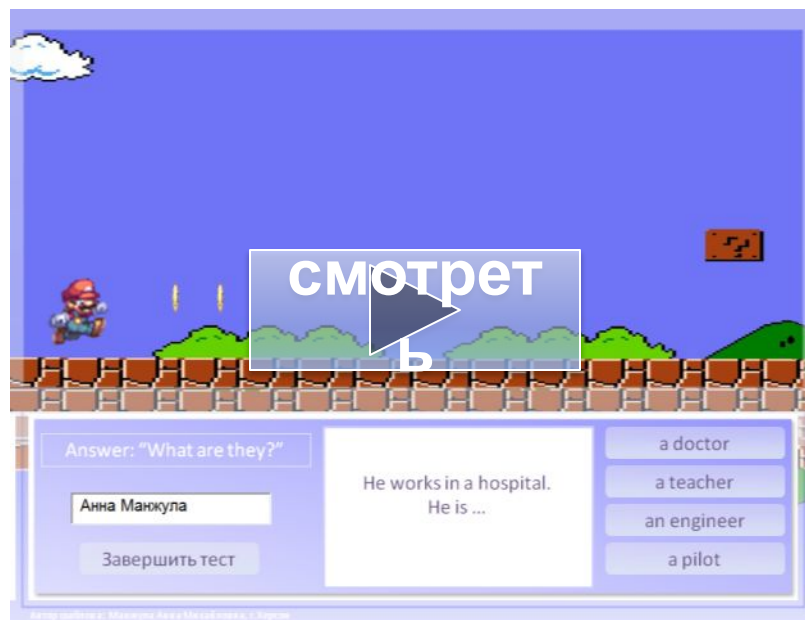 смотрет
ь
Answer: “What are they?”
Анна Манжула
Завершить тест
He works in a hospital.
He is ...
a doctor
a teacher
an engineer
a pilot